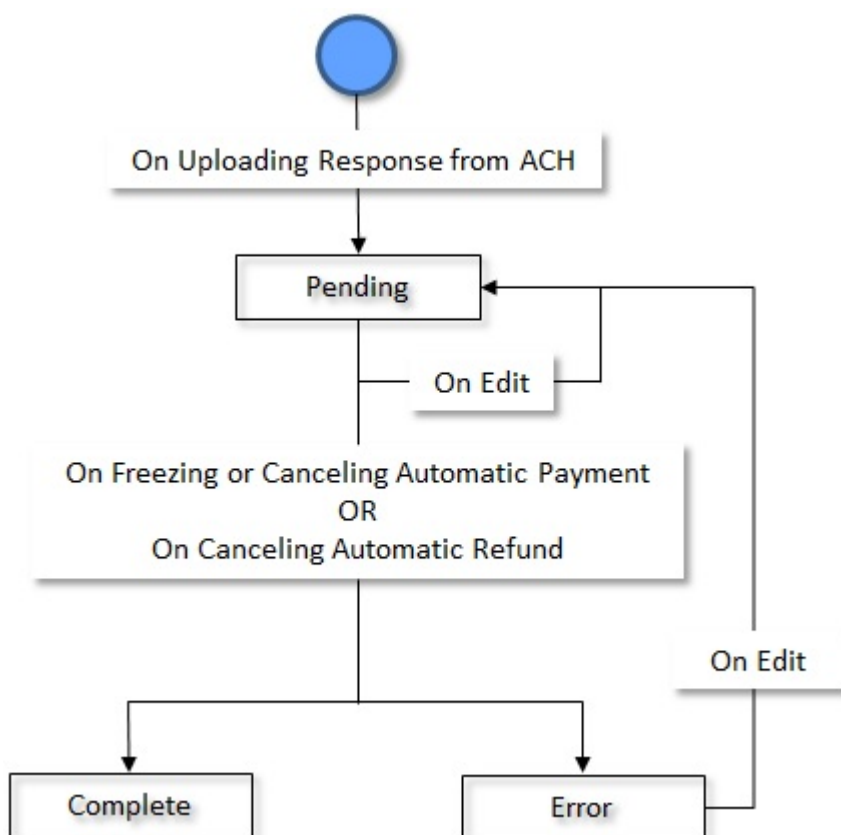 On Uploading Response from ACH
Pending
On Edit
On Freezing or Canceling Automatic Payment
OR
On Canceling Automatic Refund
On Edit
Complete
Error